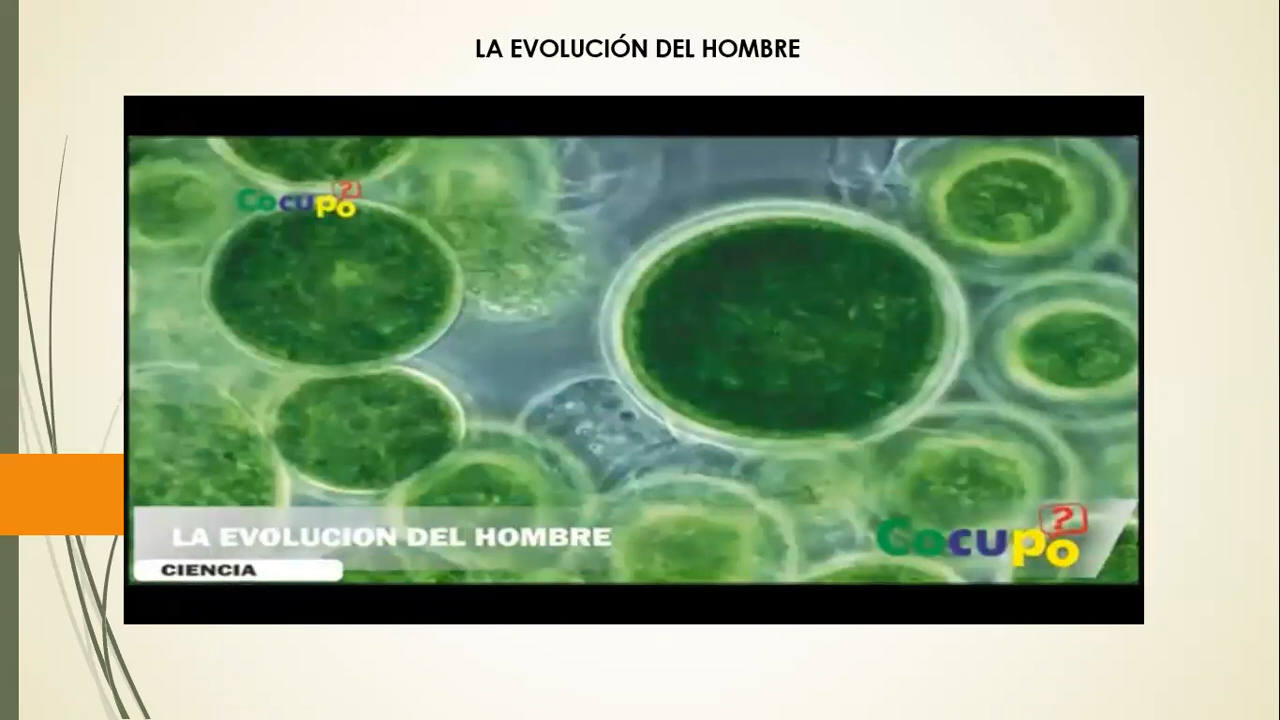 LA EVOLUCIÓN DEL HOMBRE
Cocupo?
LA EVOLUCION DEL HOMBRE
CIENCIA
Cocupo?